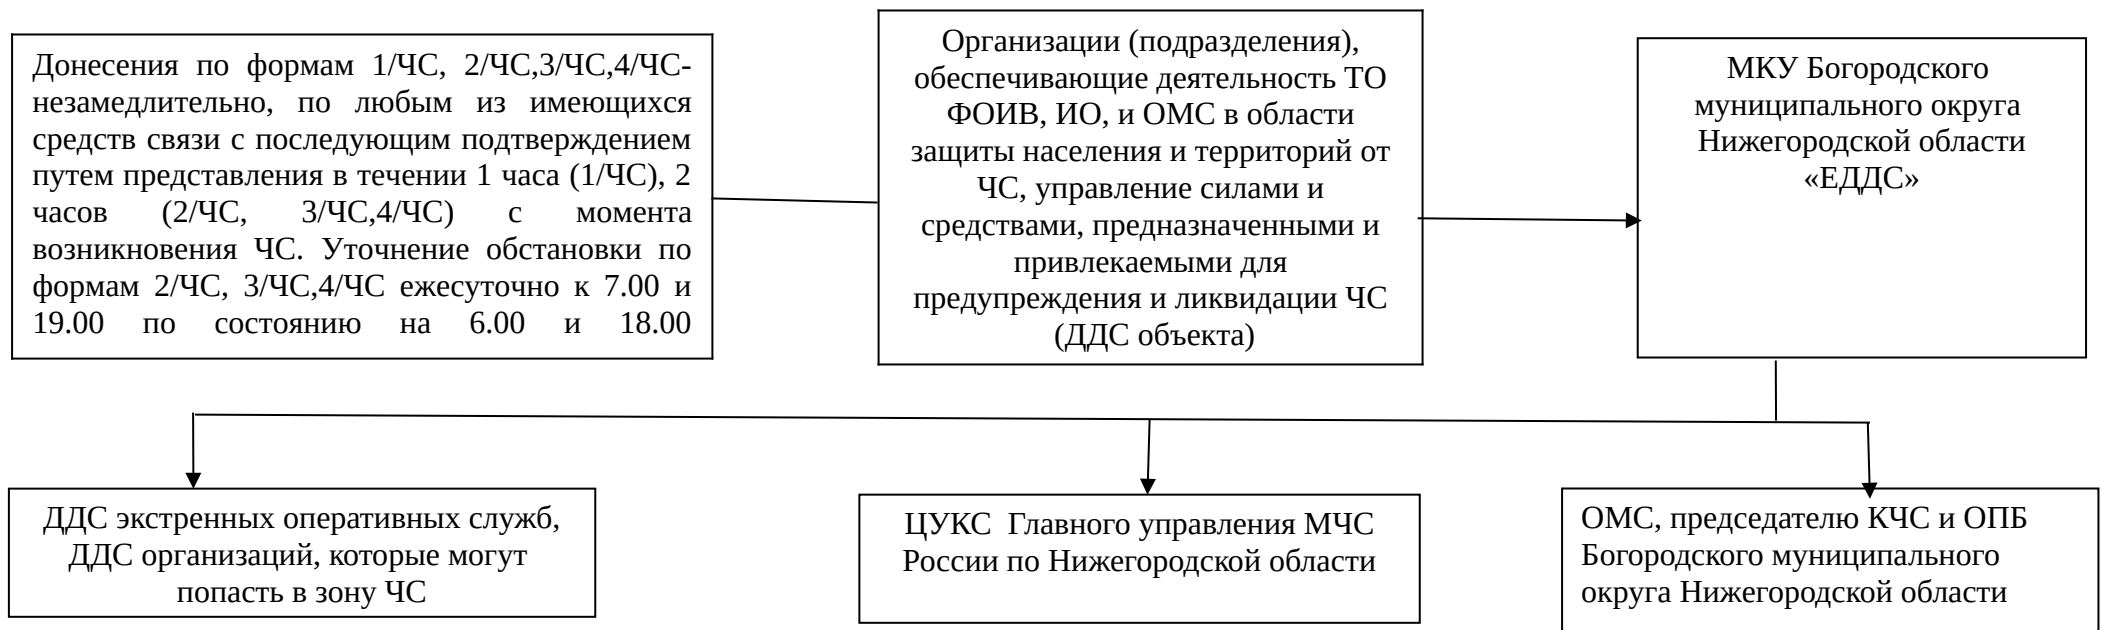 Донесения по формам 1/ЧС, 2/ЧС,3/ЧС,4/ЧС-
незамедлительно, по любым из имеющихся
средств связи с последующим подтверждением
путем представления в течении 1 часа (1/ЧС), 2
часов (2/ЧС, 3/ЧС,4/ЧС) с момента
возникновения ЧС. Уточнение обстановки по
формам 2/ЧС, 3/ЧС,4/ЧС ежесуточно к 7.00 и
19.00 по состоянию на 6.00 и 18.00
Организации (подразделения),
обеспечивающие деятельность ТО
ФОИВ, ИО, и ОМС в области
защиты населения и территорий от
ЧС, управление силами и
средствами, предназначенными и
привлекаемыми для
предупреждения и ликвидации ЧС
(ДДС объекта)
МКУ Богородского
муниципального округа
Нижегородской области
«ЕДДС»
ДДС экстренных оперативных служб,
ДДС организаций, которые могут
попасть в зону ЧС
ЦУКС Главного управления МЧС
России по Нижегородской области
ОМС, председателю КЧС и ОПБ
Богородского муниципального
округа Нижегородской области